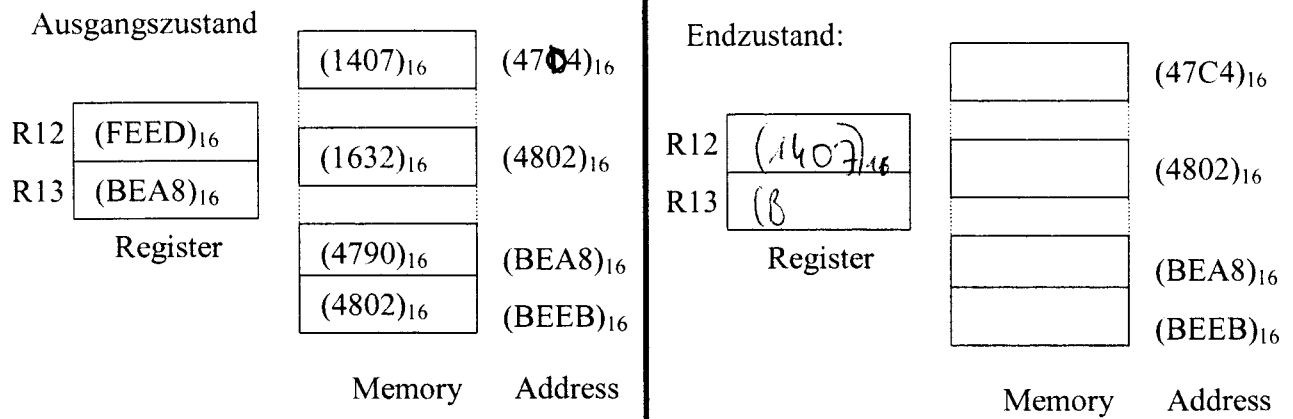 Ausgangszustand
(1407)₁₆ (47C4)₁₆
R12 (FEED)₁₆
(1632)₁₆ (4802)₁₆
R13 (BEA8)₁₆
Register
(4790)₁₆ (BEA8)₁₆
(4802)₁₆ (BEEB)₁₆
Memory Address
Endzustand:
(47C4)₁₆
R12 (1407)₁₆
(4802)₁₆
R13 (B
Register
(BEA8)₁₆
(BEEB)₁₆
Memory Address